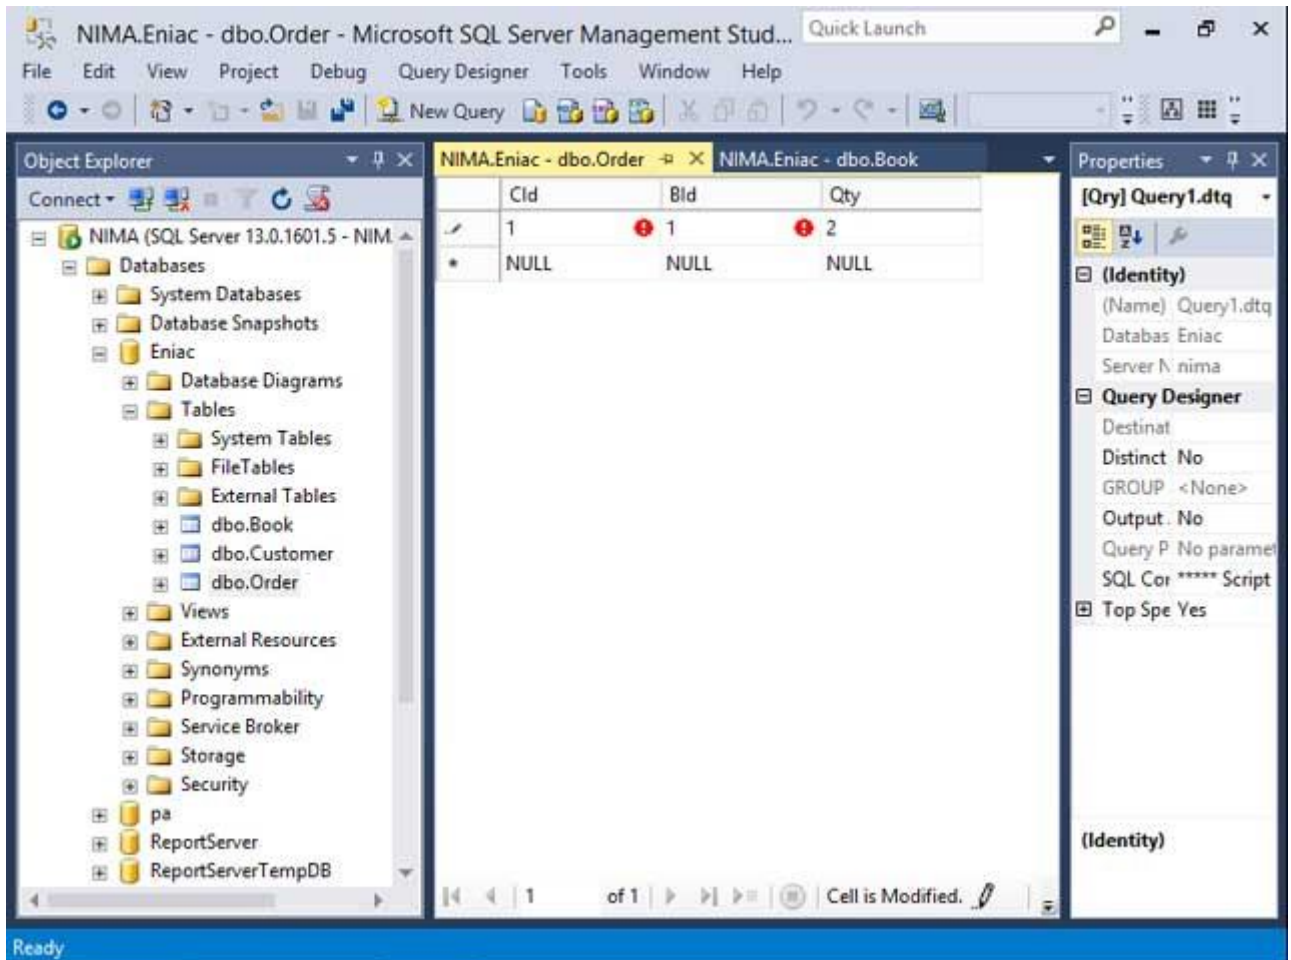 NIMA.Eniac - dbo.Order - Microsoft SQL Server Management Stud...
Quick Launch
File Edit View Project Debug Query Designer Tools Window Help
New Query
Object Explorer
Connect
NIMA (SQL Server 13.0.1601.5 - NIM
Databases
System Databases
Database Snapshots
Eniac
Database Diagrams
Tables
System Tables
FileTables
External Tables
dbo.Book
dbo.Customer
dbo.Order
Views
External Resources
Synonyms
Programmability
Service Broker
Storage
Security
pa
ReportServer
ReportServerTempDB
NIMA.Eniac - dbo.Order NIMA.Eniac - dbo.Book
CId BId Qty
1 1 2
NULL NULL NULL
1 of 1 Cell is Modified.
Properties
[Qry] Query1.dtq
(Identity)
(Name) Query1.dtq
Databas Eniac
Server N nima
Query Designer
Destinat
Distinct No
GROUP <None>
Output . No
Query P No paramet
SQL Cor ***** Script
Top Spe Yes
(Identity)
Ready